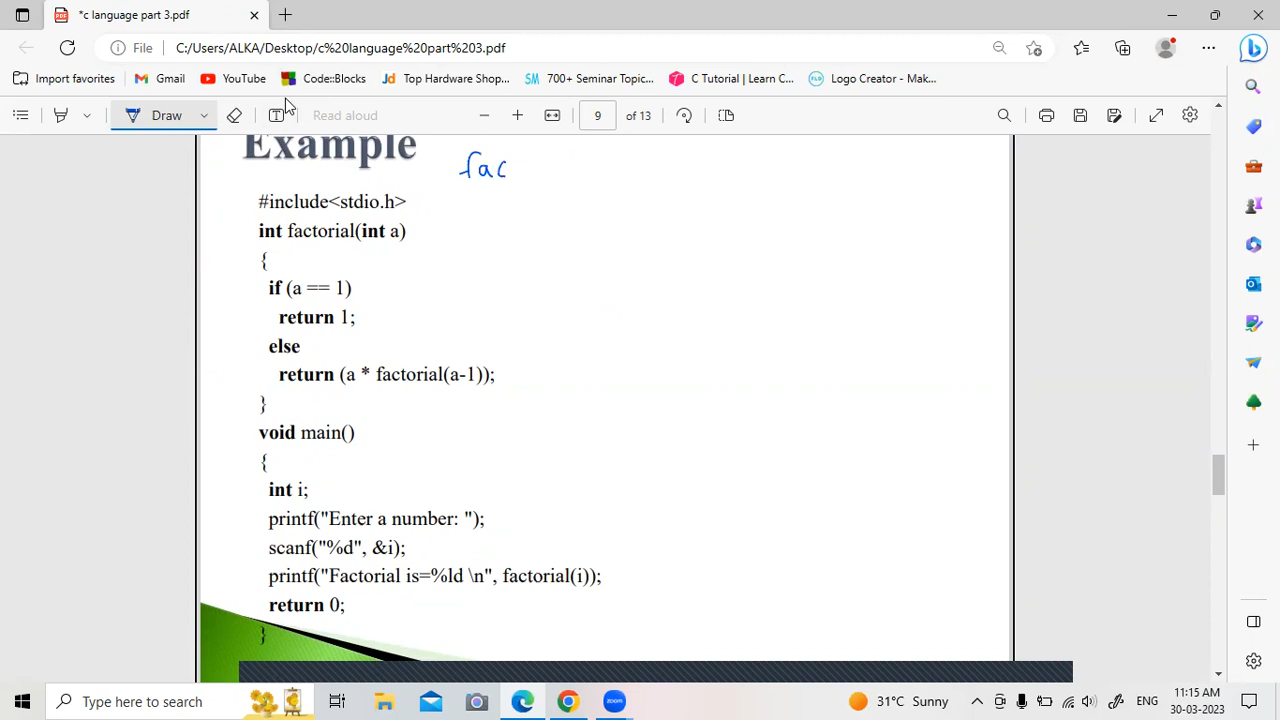 *c language part 3.pdf
File C:/Users/ALKA/Desktop/c%20language%20part%203.pdf
Import favorites Gmail YouTube Code::Blocks Jd Top Hardware Shop... SM 700+ Seminar Topic... C Tutorial | Learn C... Logo Creator - Mak...
Draw Read aloud 9 of 13
Example
fac
#include<stdio.h>
int factorial(int a)
{
if (a == 1)
return 1;
else
return (a * factorial(a-1));
}
void main()
{
int i;
printf("Enter a number: ");
scanf("%d", &i);
printf("Factorial is=%ld \n", factorial(i));
return 0;
}
Type here to search zoom 31°C Sunny 11:15 AM
30-03-2023